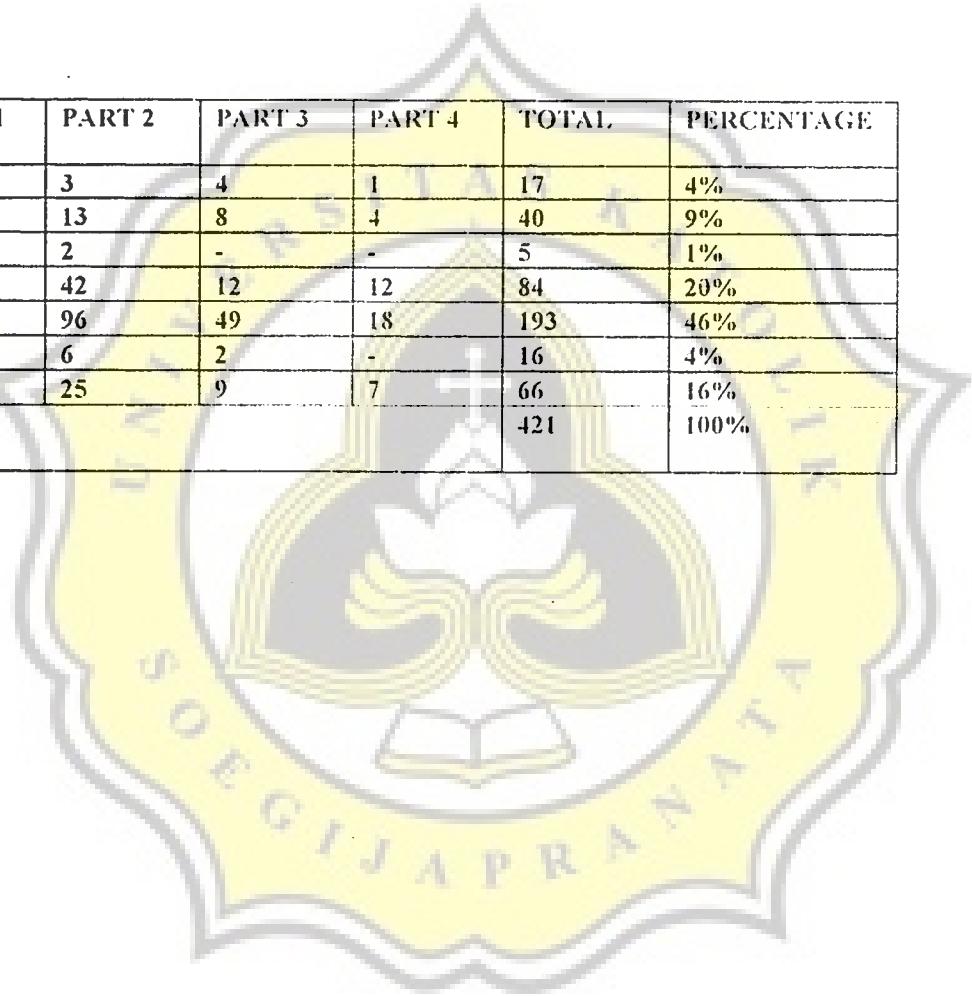 PART 2 PART 3 PART 4 TOTAL PERCENTAGE
3 4 1 17 4%
13 8 4 40 9%
2 - - 5 1%
42 12 12 84 20%
96 49 18 193 46%
6 2 - 16 4%
25 9 7 66 16%
421 100%
UNIVERSITAS KATOLIK
SOEGIJAPRANATA